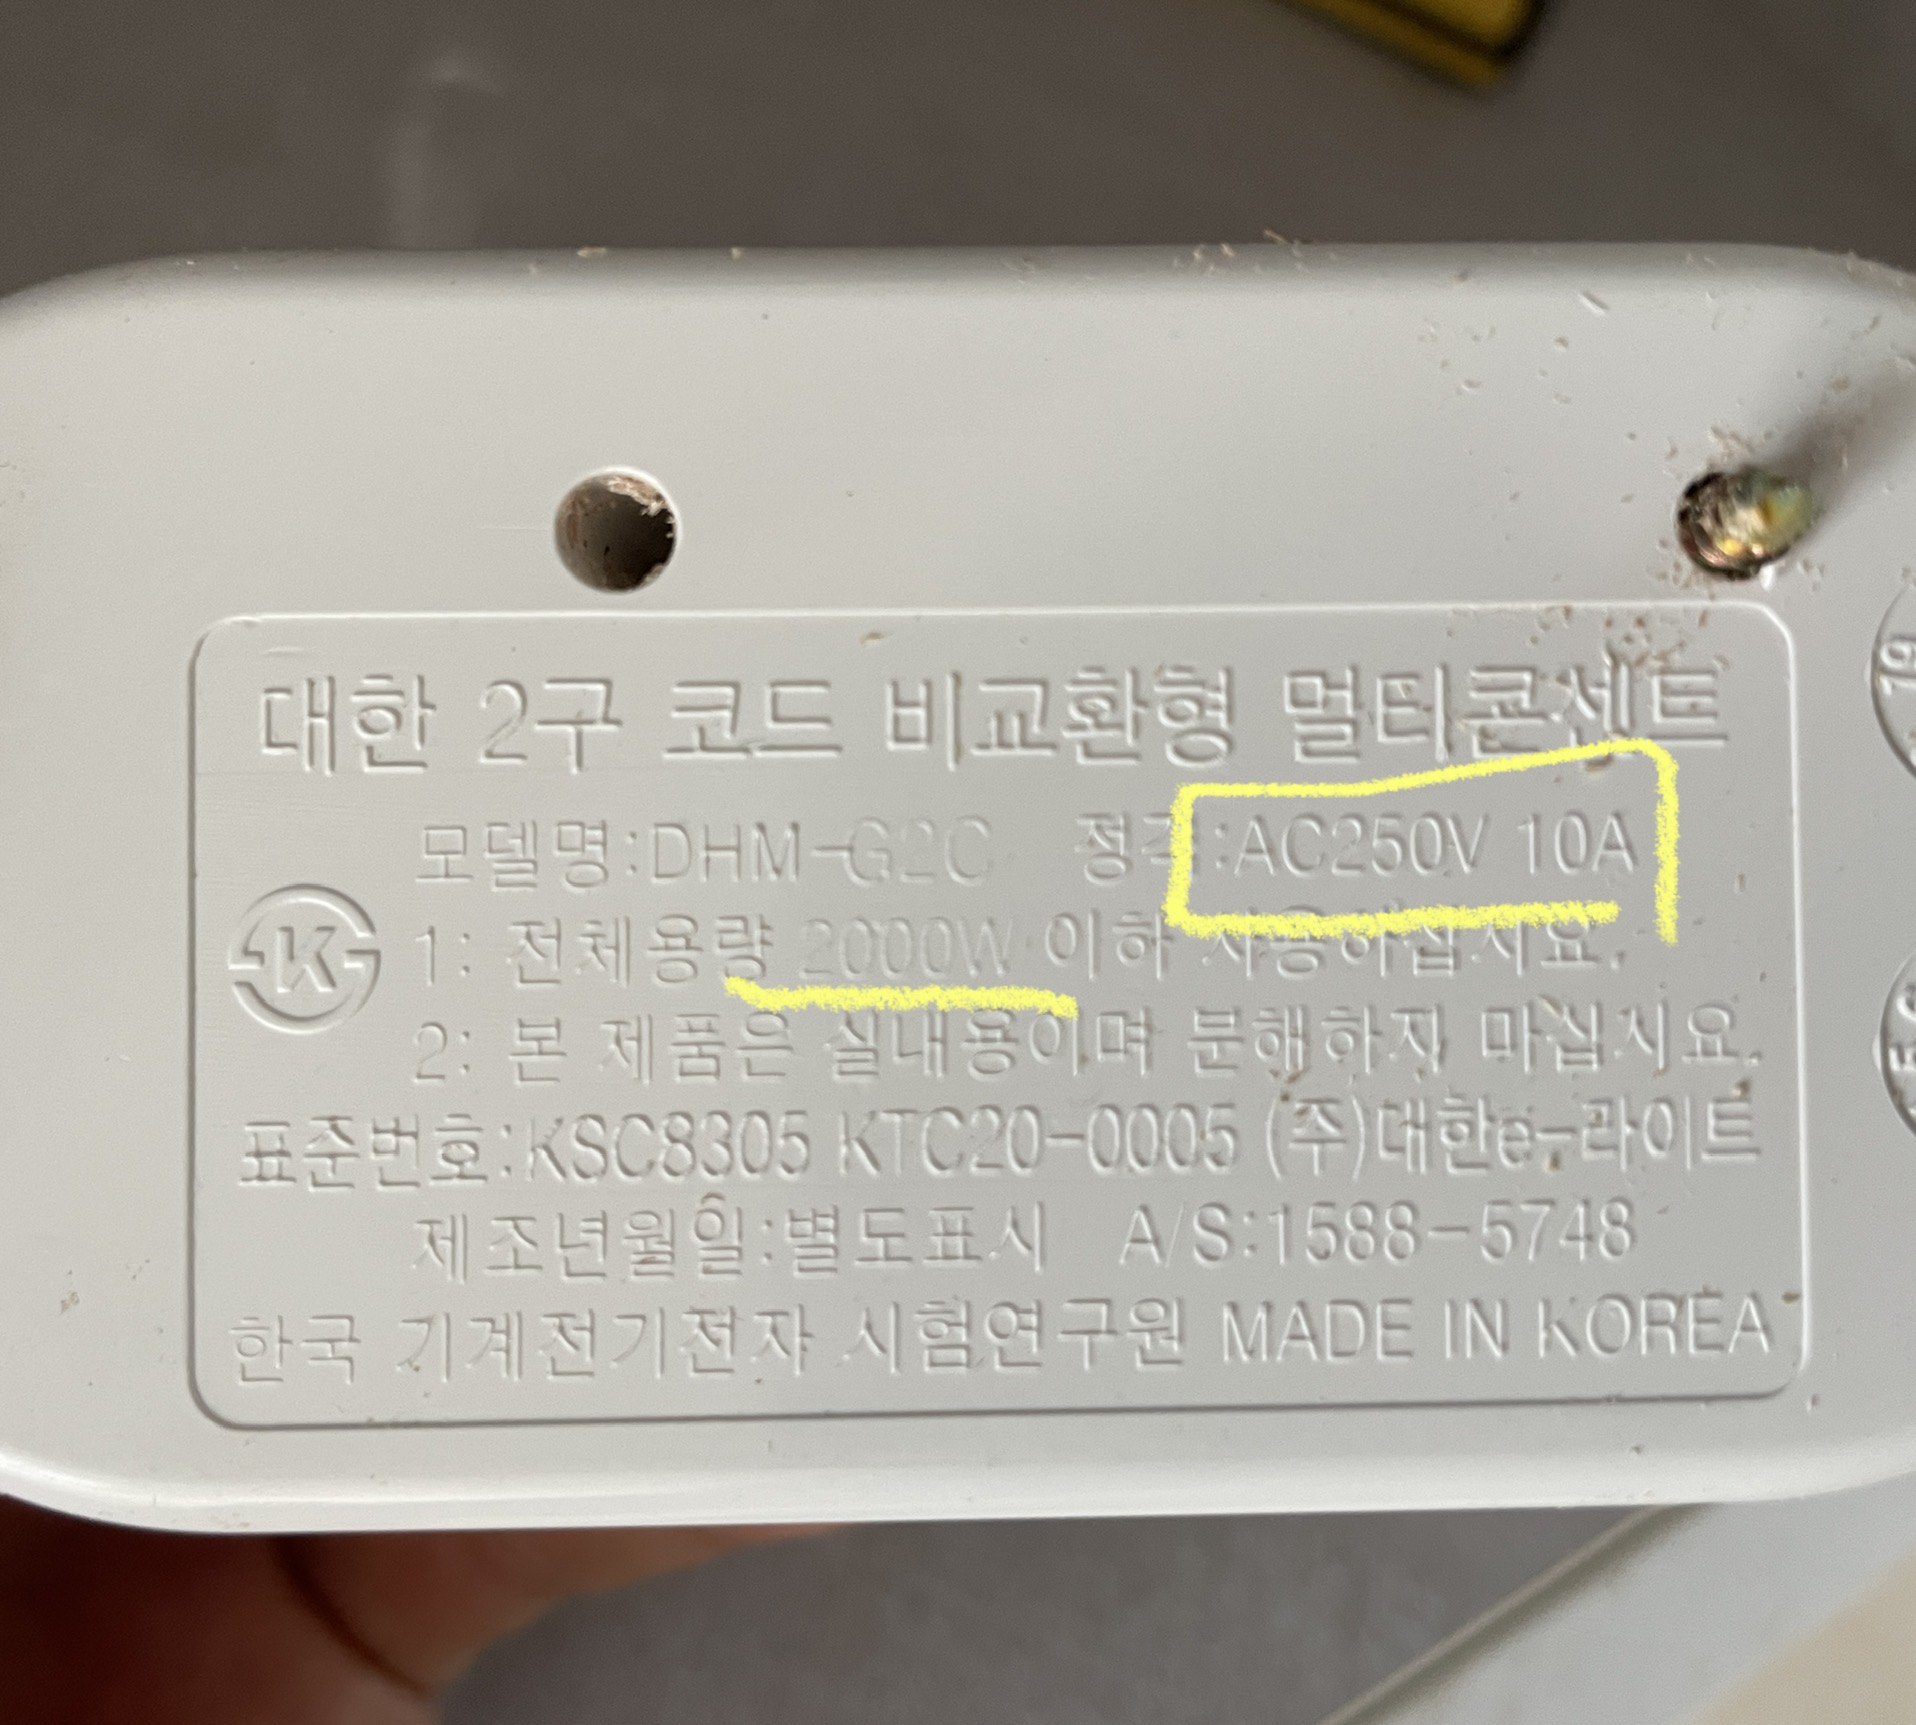 대한 2구 코드 비교환형 멀티콘센트
모델명:DHM-G2C 정격:AC250V 10A
K 1: 전체용량 2000W 이하 사용하십시요.
2: 본 제품은 실내용이며 분해하지 마십시요.
표준번호:KSC8305 KTC20-0005 (주)대한e-라이트
제조년월일:별도표시 A/S:1588-5748
한국 기계전기전자 시험연구원 MADE IN KOREA
19